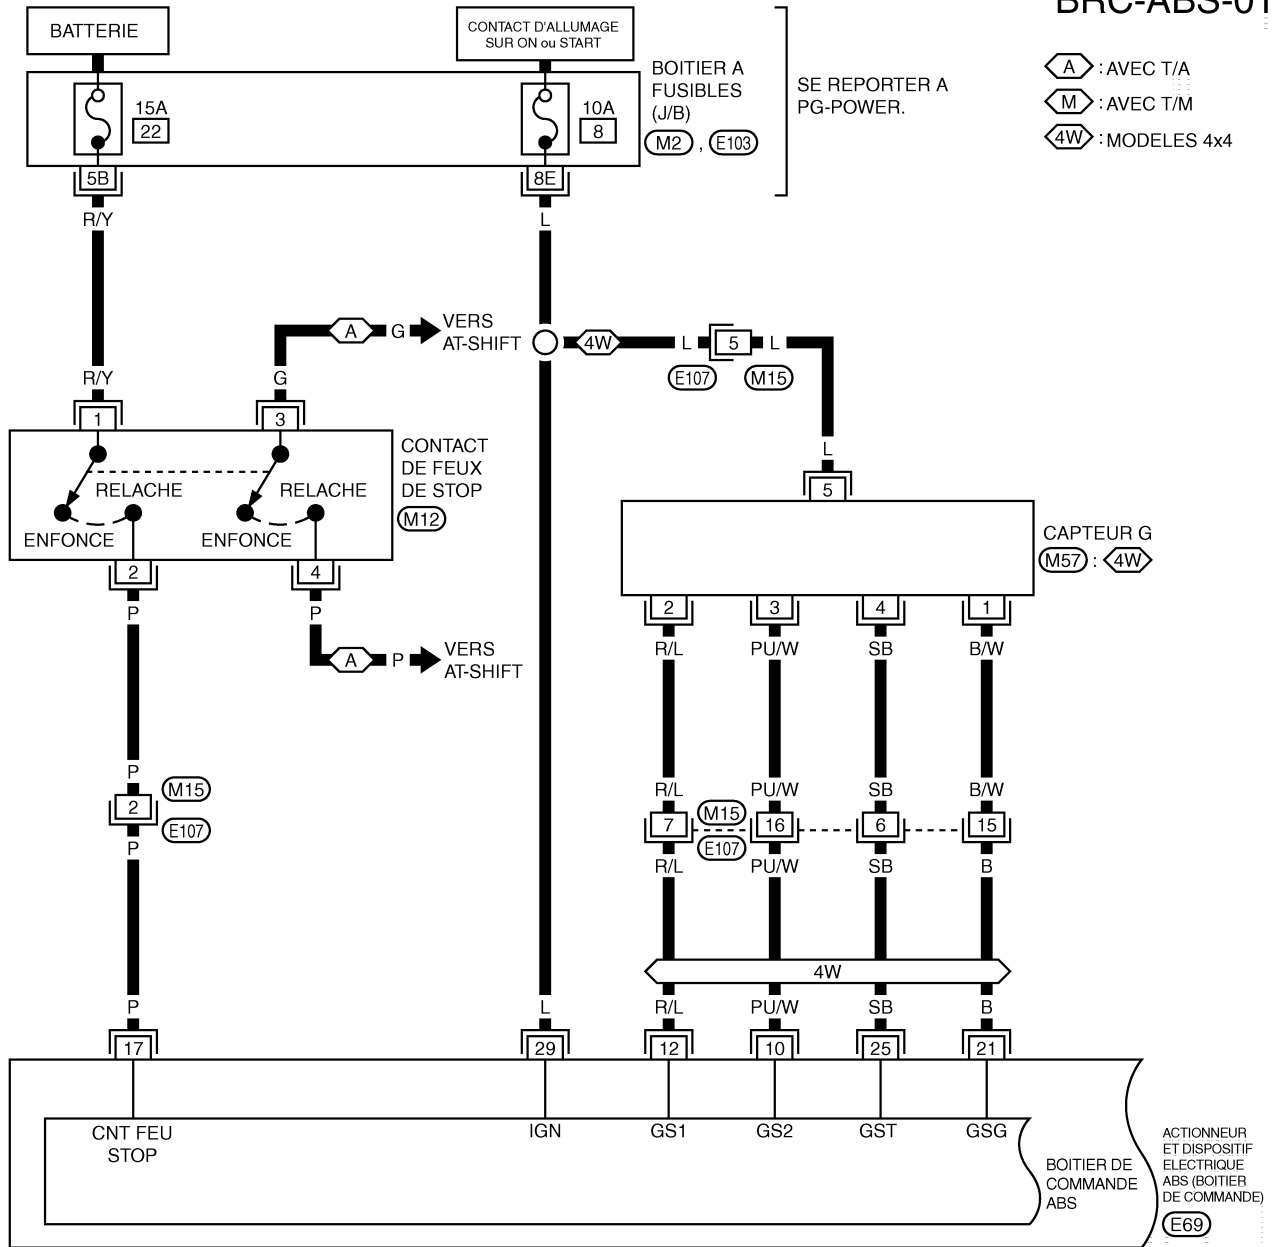 BRC-ABS-01
BATTERIE
CONTACT D'ALLUMAGE
SUR ON ou START
15A
22
10A
8
BOITIER A
FUSIBLES
(J/B)
M2 , E103
SE REPORTER A
PG-POWER.
A : AVEC T/A
M : AVEC T/M
4W : MODELES 4x4
5B
8E
R/Y
L
A
G
VERS
AT-SHIFT
4W
L
5
L
E107
M15
R/Y
G
L
1
3
5
CONTACT
DE FEUX
DE STOP
M12
RELACHE
RELACHE
ENFONCE
ENFONCE
CAPTEUR G
M57 : 4W
2
4
2
3
4
1
P
P
R/L
PU/W
SB
B/W
A
P
VERS
AT-SHIFT
P
M15
2
E107
P
R/L
PU/W
SB
B/W
M15
7
16
6
15
E107
R/L
PU/W
SB
B
4W
P
L
R/L
PU/W
SB
B
17
29
12
10
25
21
CNT FEU
STOP
IGN
GS1
GS2
GST
GSG
BOITIER DE
COMMANDE
ABS
ACTIONNEUR
ET DISPOSITIF
ELECTRIQUE
ABS (BOITIER
DE COMMANDE)
E69